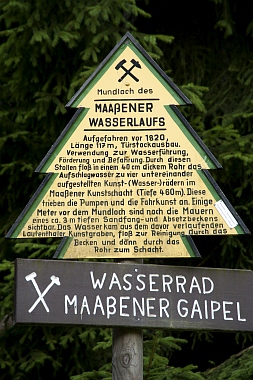 Mundloch des
MAAẞENER
WASSERLAUFS
Aufgefahren vor 1820,
Länge 117m, Türstockausbau.
Verwendung zur Wasserführung,
Förderung und Befahrung. Durch diesen
Stollen floß in einem 40 cm dickem Rohr das
Aufschlagwasser zu vier untereinander
aufgestellten Kunst-(Wasser-)rädern im
Maaßener Kunstschacht (Tiefe 460m). Diese
trieben die Pumpen und die Fahrkunst an. Einige
Meter vor dem Mundloch sind nach die Mauern
eines ca. 3 m tiefen Sandfang- und Absetzbeckens
sichtbar. Das Wasser kam aus dem davor verlaufenden
Lautenthaler Kunstgraben, floß zur Reinigung durch das
Becken und dann durch das
Rohr zum Schacht.
WASSERRAD
MAAẞENER GAIPEL